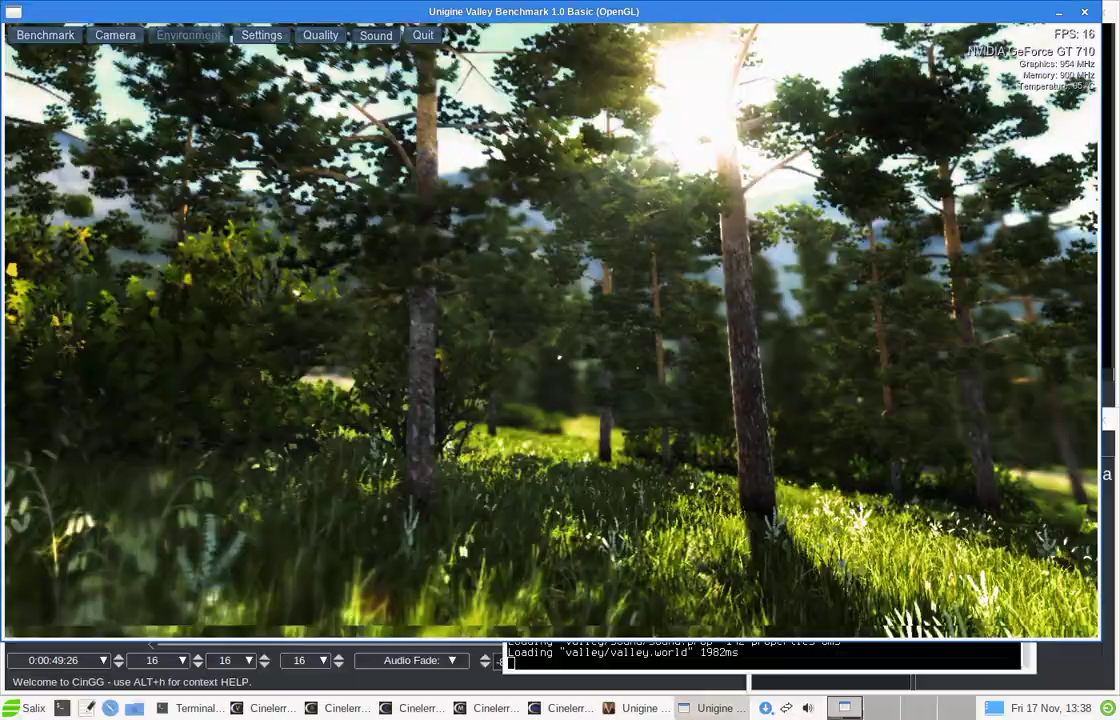 Unigine Valley Benchmark 1.0 Basic (OpenGL)
Benchmark Camera Environment Settings Quality Sound Quit
FPS: 16
NVIDIA GeForce GT 710
Graphics: 954 MHz
Memory: 900 MHz
a
Loading "valley/valley.world" 1982ms
0:00:49:26 16 16 16 Audio Fade:
Welcome to CinGG - use ALT+h for context HELP.
Salix Terminal... Cinelerr... Cinelerr... Cinelerr... Cinelerr... Cinelerr... Unigine ... Unigine ... Fri 17 Nov, 13:38